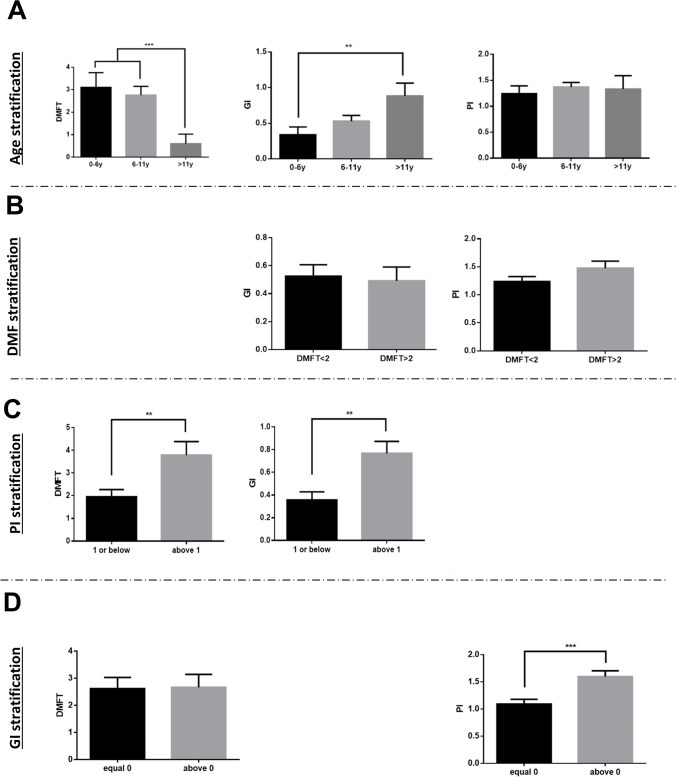 A
Age stratification
***
DMFT
4
3
2
1
0
0-6y 6-11y >11y
**
GI
1.5
1.0
0.5
0.0
0-6y 6-11y >11y
PI
2.0
1.5
1.0
0.5
0.0
0-6y 6-11y >11y
B
DMF stratification
GI
0.8
0.6
0.4
0.2
0.0
DMFT<2 DMFT>2
PI
2.0
1.5
1.0
0.5
0.0
DMFT<2 DMFT>2
C
PI stratification
**
DMFT
5
4
3
2
1
0
1 or below above 1
**
GI
1.0
0.8
0.6
0.4
0.2
0.0
1 or below above 1
D
GI stratification
DMFT
4
3
2
1
0
equal 0 above 0
***
PI
2.0
1.5
1.0
0.5
0.0
equal 0 above 0